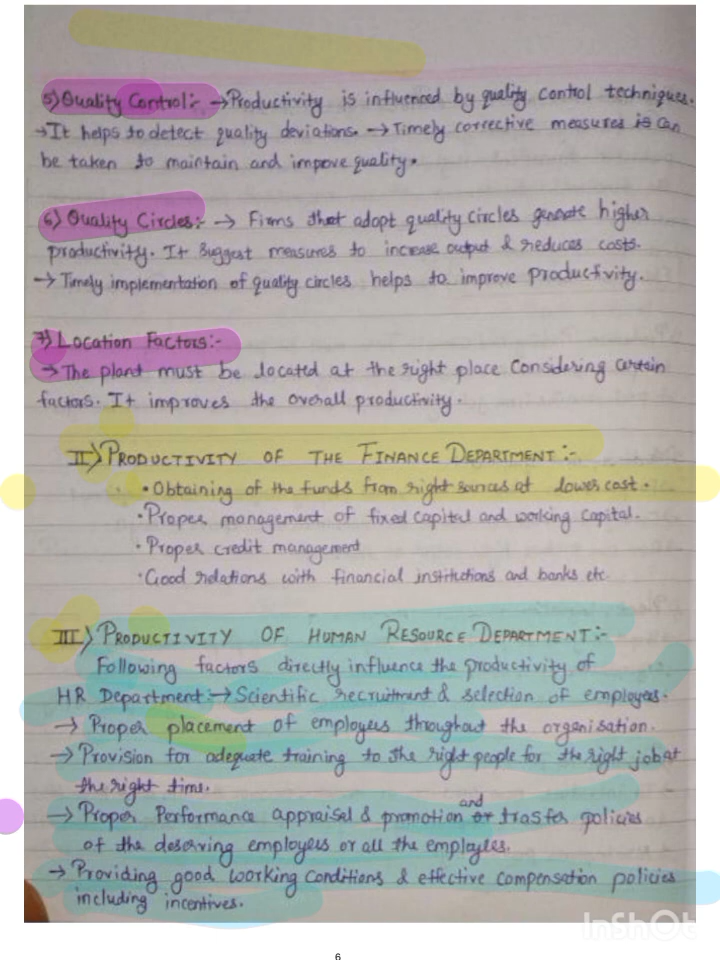 5) Quality Control:- → Productivity is influenced by quality control techniques.
→ It helps to detect quality deviations. → Timely corrective measures is can
be taken to maintain and impove quality.
6) Quality Circles:- → Firms that adopt quality circles generate higher
productivity. It suggest measures to increase output & reduces costs.
→ Timely implementation of quality circles helps to improve productivity.
7) Location Factors:-
→ The plant must be located at the right place considering certain
factors. It improves the overall productivity.
II) PRODUCTIVITY OF THE FINANCE DEPARTMENT:-
• Obtaining of the funds from right sources at lower cost.
• Proper management of fixed capital and working capital.
• Proper credit management
• Good relations with financial institutions and banks etc.
III) PRODUCTIVITY OF HUMAN RESOURCE DEPARTMENT:-
Following factors directly influence the productivity of
HR Department:→ Scientific recruitment & selection of employees.
→ Proper placement of employees throughout the organisation.
→ Provision for adequate training to the right people for the right job at
the right time.
→ Proper Performance appraisal & promotion or and trasfer policies
of the deserving employees or all the employees.
→ Providing good working conditions & effective compensation policies
including incentives.
InShOt
6